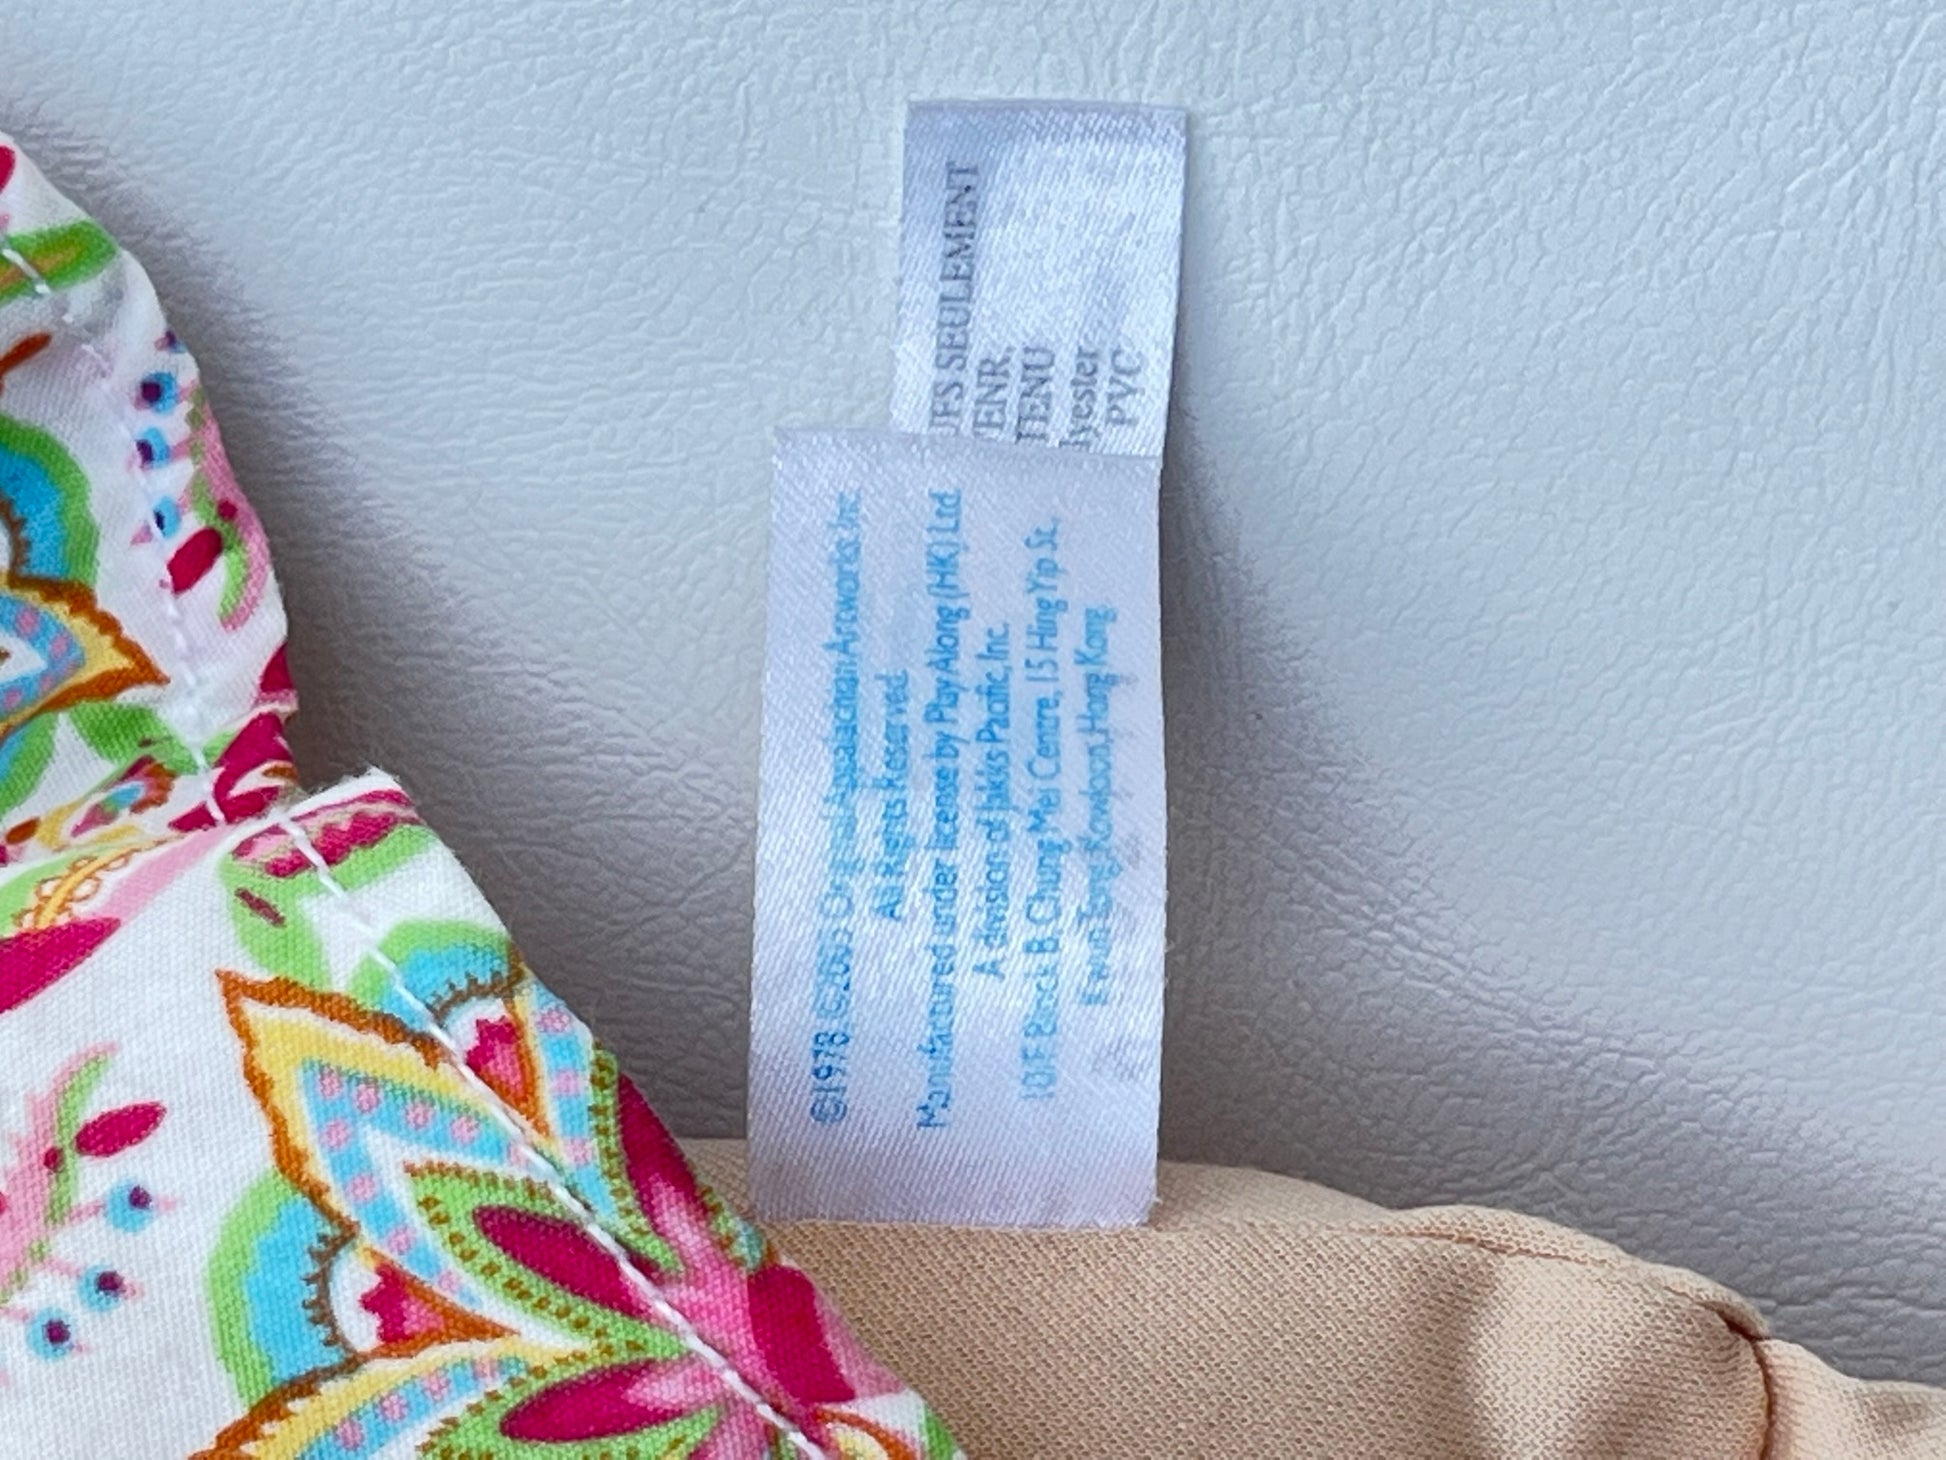 UFS SEULEMENT
ENR.
TENU
lyester
PVC
©1978 ©2005 Original Appalachian Artworks. Inc
All Rights Reserved.
Manufactured under license by Play Along (HK) Ltd
A division of Jakks Pacific, Inc.
10/F Block B. Chung Mei Centre, 15 Hing Yip St.
Kwun Tong Kowloon, Hong Kong